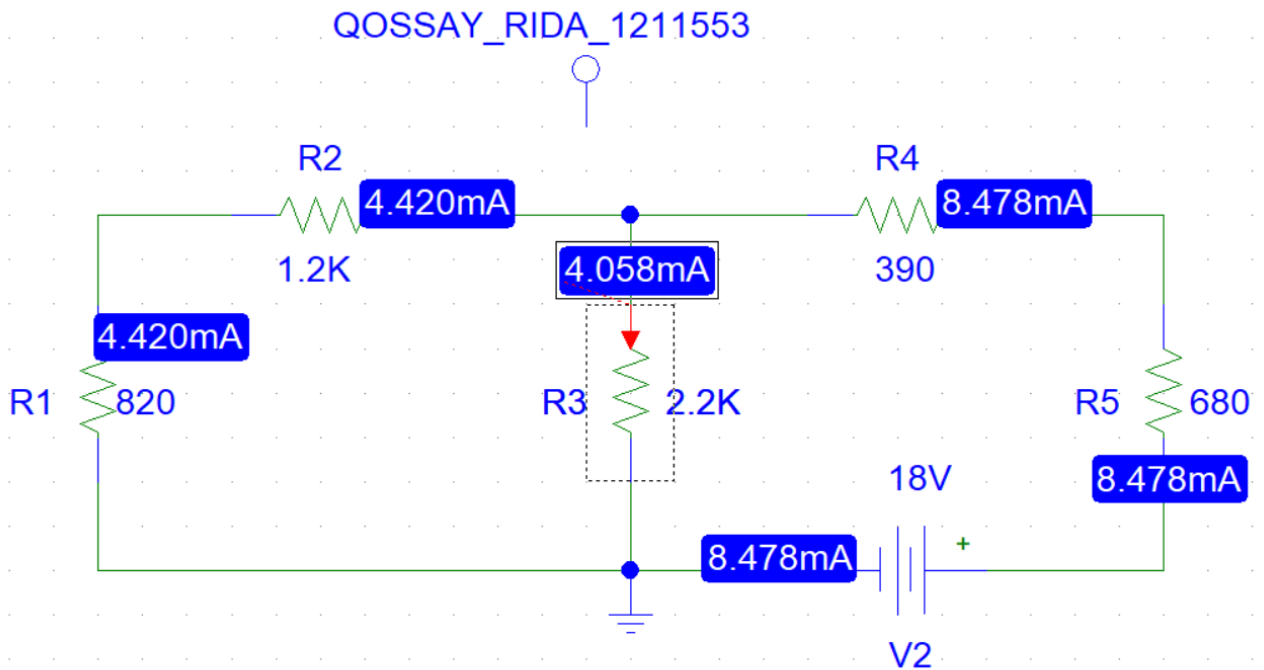 QOSSAY_RIDA_1211553
R2
R4
4.420mA
8.478mA
1.2K
4.058mA
390
4.420mA
R1
820
R3
2.2K
R5
680
18V
8.478mA
+
8.478mA
V2